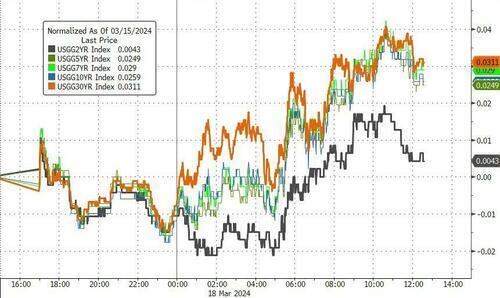 Normalized As Of 03/15/2024
Last Price
USGG2YR Index 0.0043
USGG5YR Index 0.0249
USGG7YR Index 0.029
USGG10YR Index 0.0259
USGG30YR Index 0.0311
0.04
0.0311
0.029
0.0249
0.02
0.01
0.0043
0.00
-0.01
-0.02
16:00 18:00 20:00 22:00 00:00 02:00 04:00 06:00 08:00 10:00 12:00 14:00
18 Mar 2024